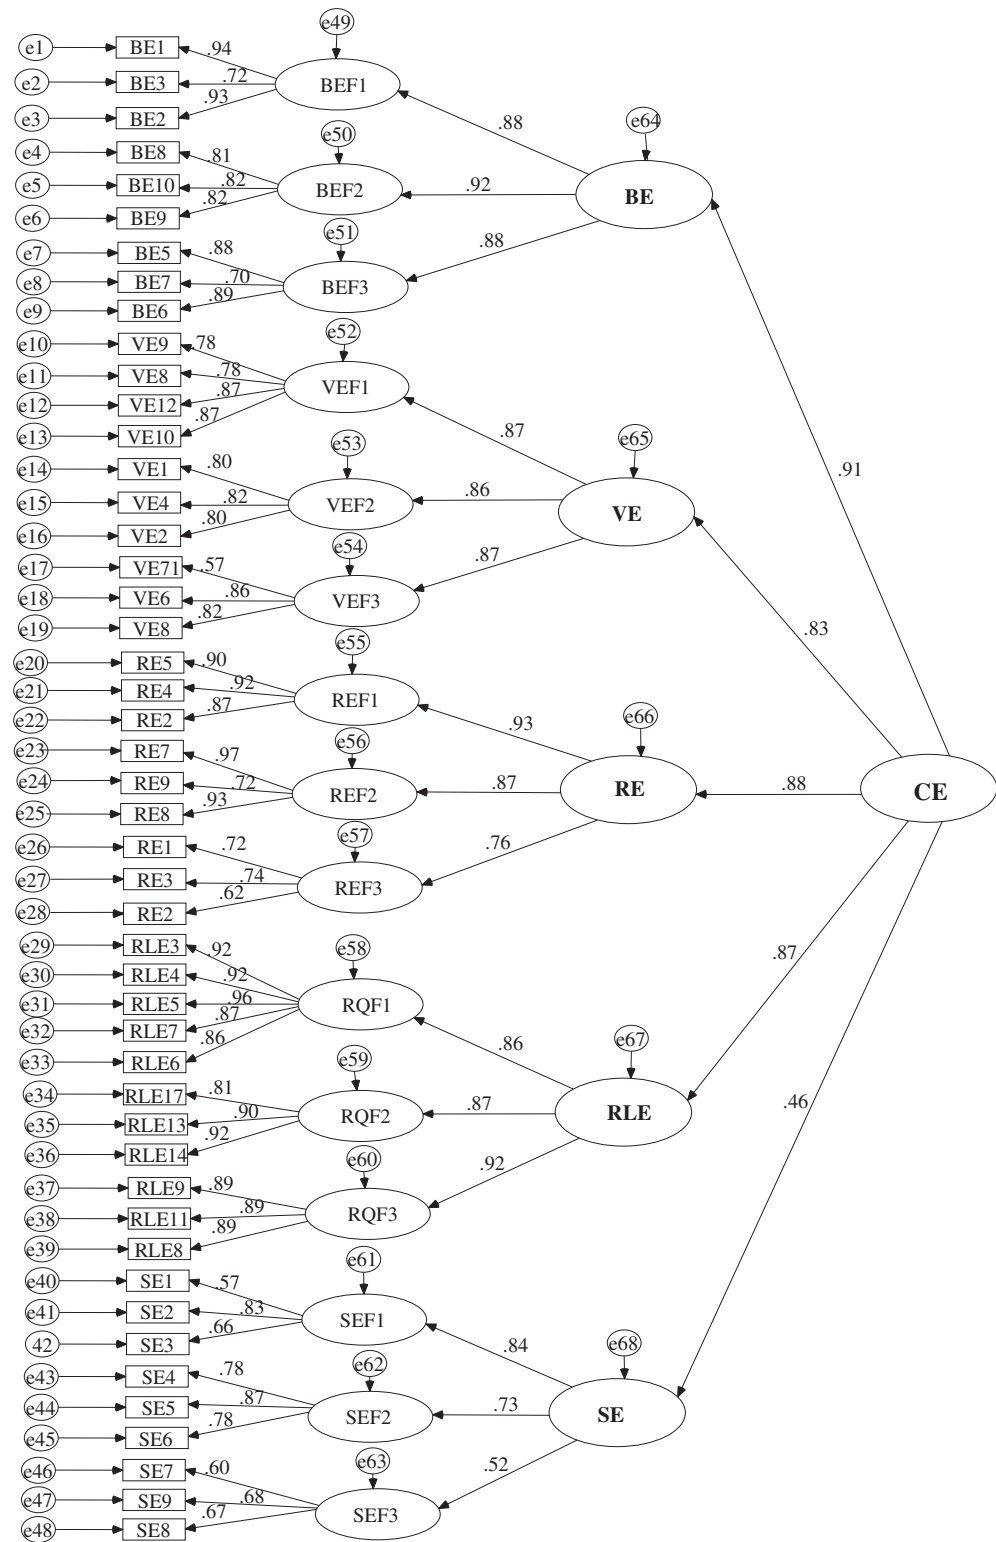 e49
e1 BE1 .94
e2 BE3 .72 BEF1
e3 BE2 .93
.88 e64
e50
e4 BE8 .81
e5 BE10 .82 BEF2 .92 BE
e6 BE9 .82
e51
e7 BE5 .88 .88
e8 BE7 .70 BEF3
e9 BE6 .89
e52
e10 VE9 .78
e11 VE8 .78 VEF1
e12 VE12 .87
e13 VE10 .87
.87 e65
e53
.91
e14 VE1 .80
e15 VE4 .82 VEF2 .86 VE
e16 VE2 .80
e54
e17 VE71 .57 .87
e18 VE6 .86 VEF3
e19 VE8 .82
.83
e55
e20 RE5 .90
e21 RE4 .92 REF1
e22 RE2 .87
.93 e66
e56
e23 RE7 .97
e24 RE9 .72 REF2 .87 RE .88 CE
e25 RE8 .93
e57
e26 RE1 .72 .76
e27 RE3 .74 REF3
e28 RE2 .62
e58
e29 RLE3 .92
.87
e30 RLE4 .92
e31 RLE5 .96 RQF1
e32 RLE7 .87
e33 RLE6 .86
.86 e67
e59
e34 RLE17 .81
.46
e35 RLE13 .90 RQF2 .87 RLE
e36 RLE14 .92
e60
.92
e37 RLE9 .89
e38 RLE11 .89 RQF3
e39 RLE8 .89
e61
e40 SE1 .57
e41 SE2 .83 SEF1
42 SE3 .66
.84 e68
e62
e43 SE4 .78
e44 SE5 .87 SEF2 .73 SE
e45 SE6 .78
e63
.52
e46 SE7 .60
e47 SE9 .68 SEF3
e48 SE8 .67